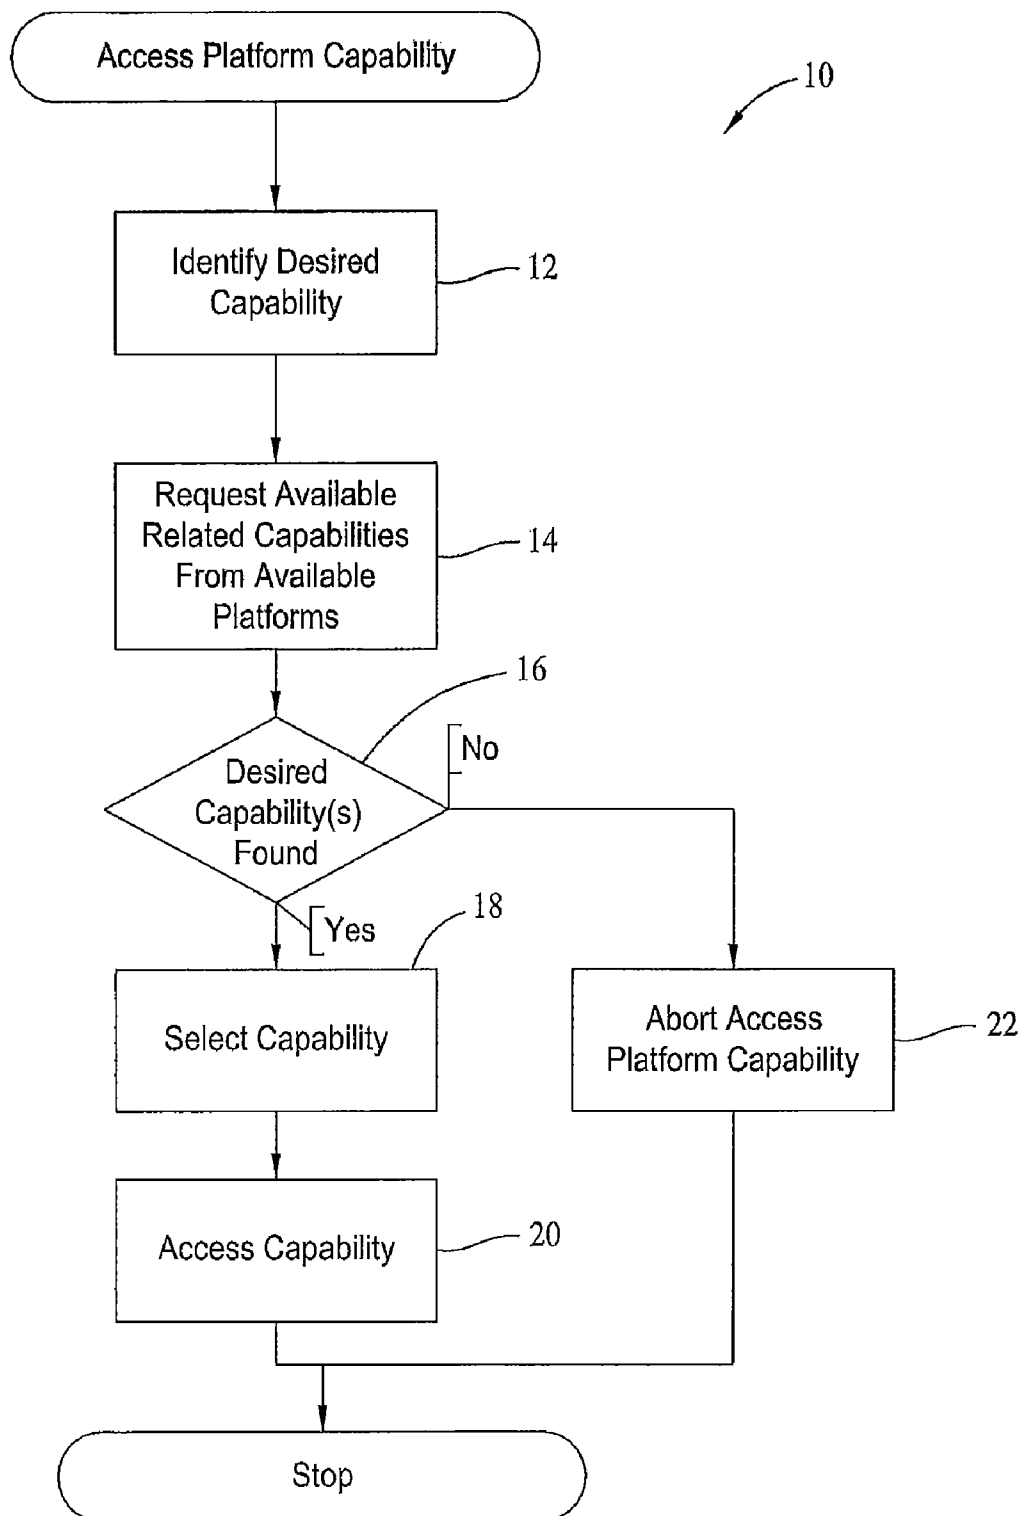 Access Platform Capability
10
Identify Desired
Capability
12
Request Available
Related Capabilities
From Available
Platforms
14
16
Desired
Capability(s)
Found
No
Yes
18
Select Capability
Abort Access
Platform Capability
22
Access Capability
20
Stop